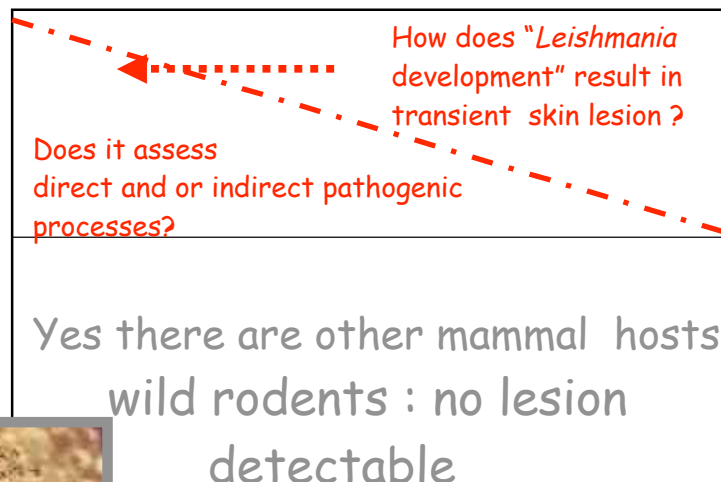 How does “Leishmania
development” result in
transient skin lesion ?
Does it assess
direct and or indirect pathogenic
processes?
Yes there are other mammal hosts
wild rodents : no lesion
detectable